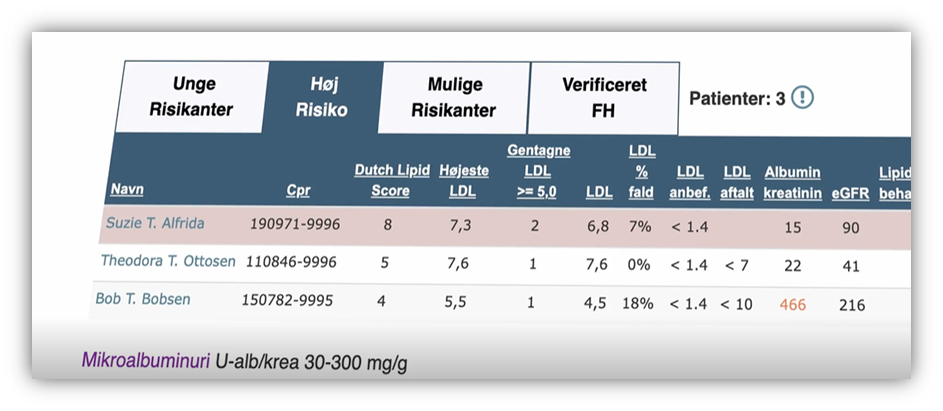 Unge Risikanter
Høj Risiko
Mulige Risikanter
Verificeret FH
Patienter: 3
Navn Cpr Dutch Lipid Score Højeste LDL Gentagne LDL >= 5,0 LDL LDL % fald LDL anbef. LDL aftalt Albumin kreatinin eGFR Lipid beha
Suzie T. Alfrida 190971-9996 8 7,3 2 6,8 7% < 1.4 15 90
Theodora T. Ottosen 110846-9996 5 7,6 1 7,6 0% < 1.4 < 7 22 41
Bob T. Bobsen 150782-9995 4 5,5 1 4,5 18% < 1.4 < 10 466 216
Mikroalbuminuri U-alb/krea 30-300 mg/g